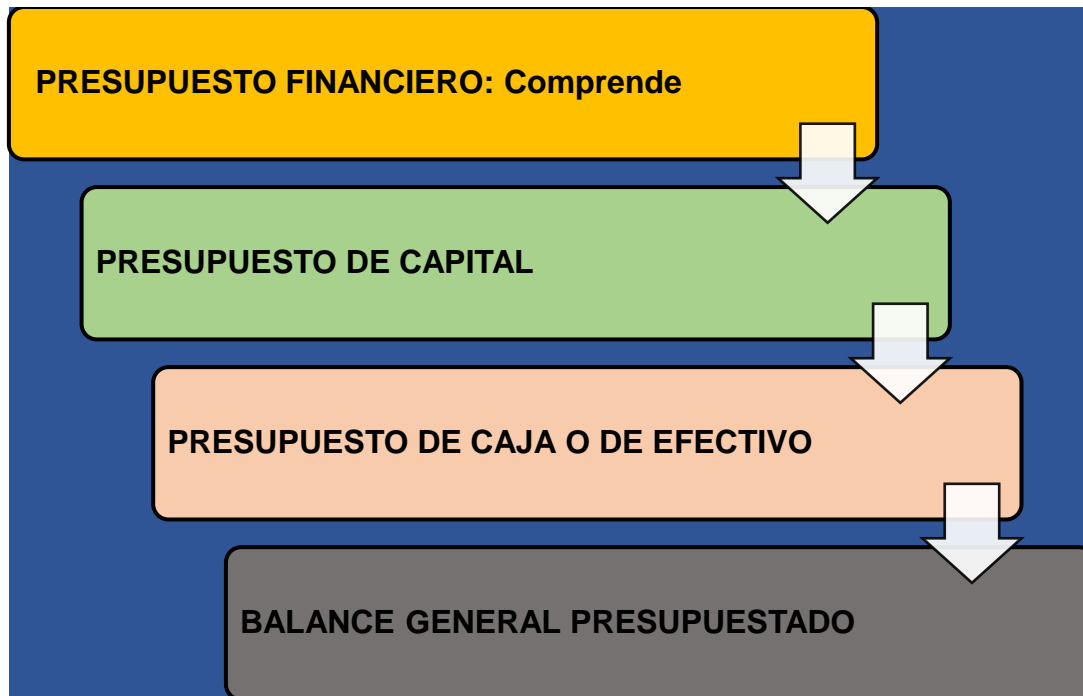 PRESUPUESTO FINANCIERO: Comprende
PRESUPUESTO DE CAPITAL
PRESUPUESTO DE CAJA O DE EFECTIVO
BALANCE GENERAL PRESUPUESTADO